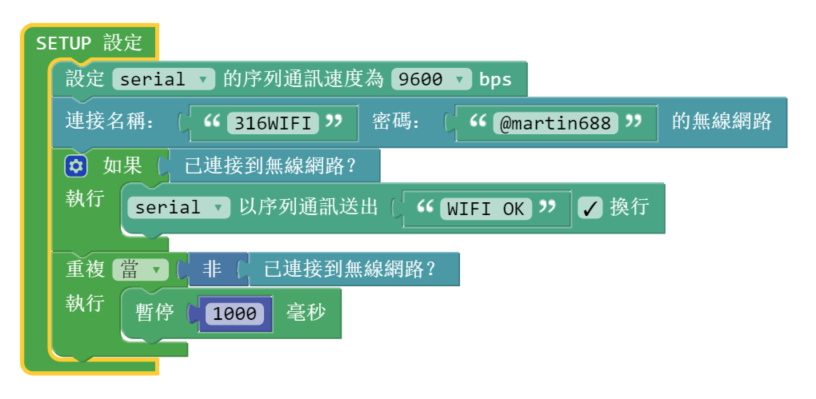 SETUP 設定
設定 serial 的序列通訊速度為 9600 bps
連接名稱： “ 316WIFI ” 密碼： “ @martin688 ” 的無線網路
如果 已連接到無線網路？
執行 serial 以序列通訊送出 “ WIFI OK ” ✓ 換行
重複 當 非 已連接到無線網路？
執行 暫停 1000 毫秒